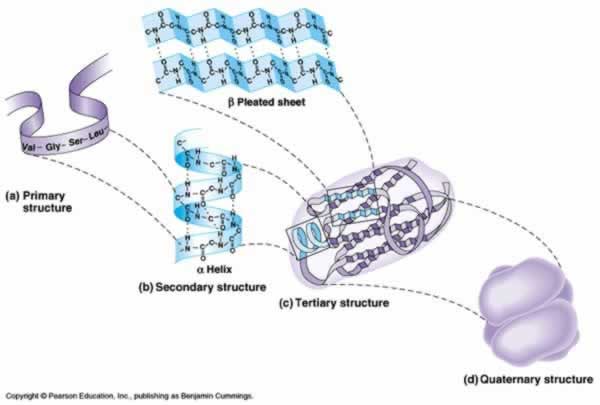 β Pleated sheet
Val – Gly – Ser – Leu –
(a) Primary
structure
α Helix
(b) Secondary structure
(c) Tertiary structure
(d) Quaternary structure
Copyright © Pearson Education, Inc., publishing as Benjamin Cummings.